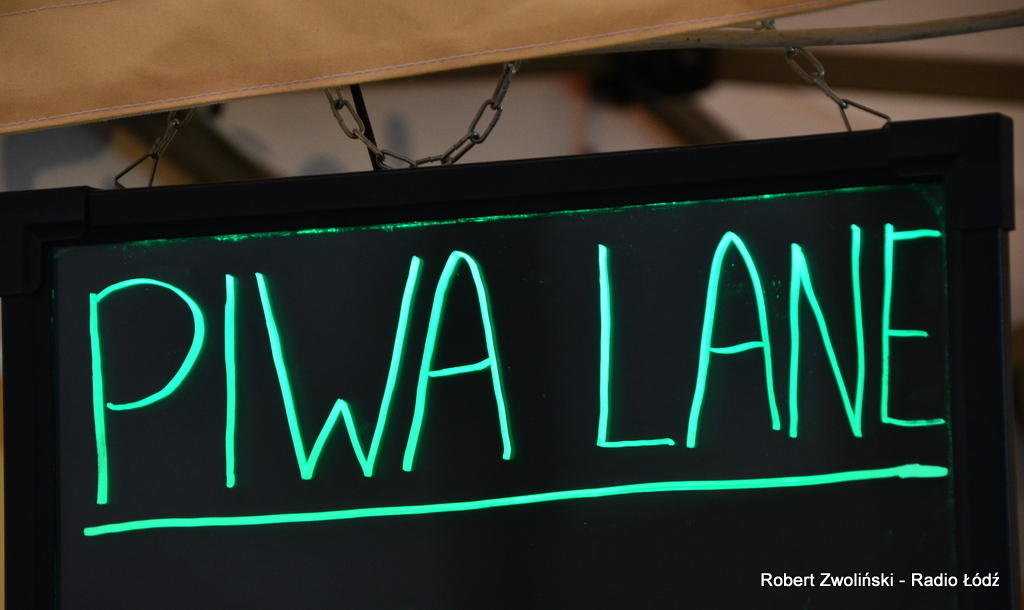 PIWA LANE
Robert Zwoliński - Radio Łódź